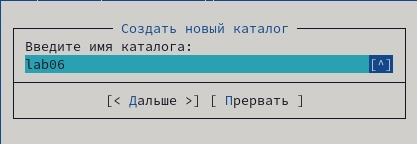 Создать новый каталог
Введите имя каталога:
lab06 [^]
[< Дальше >] [ Прервать ]